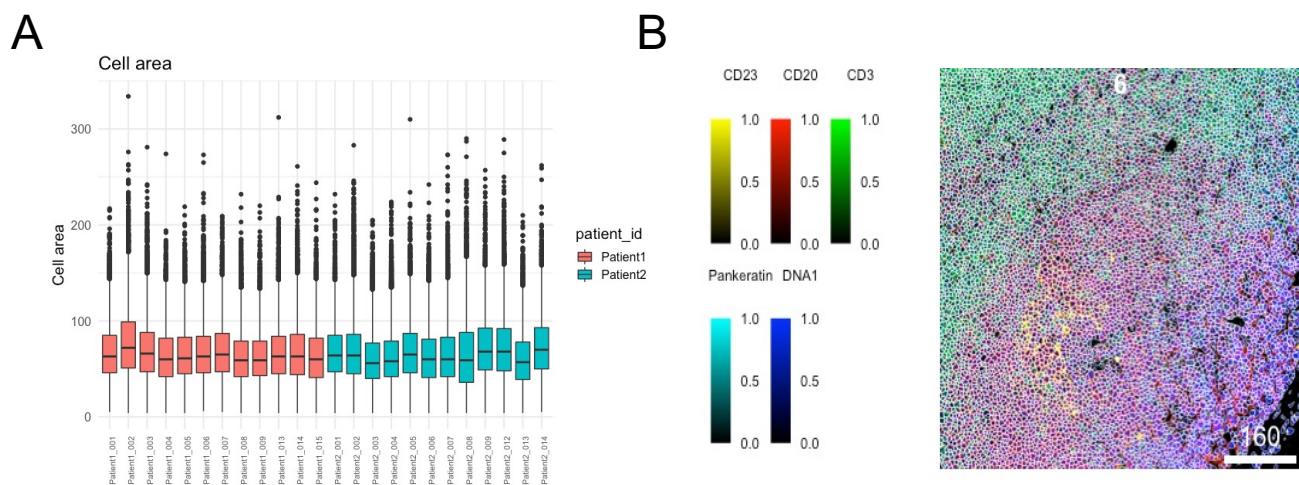 A
Cell area
Cell area
300
200
100
0
Patient1_001
Patient1_002
Patient1_003
Patient1_004
Patient1_005
Patient1_006
Patient1_007
Patient1_008
Patient1_009
Patient1_013
Patient1_014
Patient1_015
Patient2_001
Patient2_002
Patient2_003
Patient2_004
Patient2_005
Patient2_006
Patient2_007
Patient2_008
Patient2_009
Patient2_012
Patient2_013
Patient2_014
patient_id
Patient1
Patient2
B
CD23 CD20 CD3
1.0 1.0 1.0
0.5 0.5 0.5
0.0 0.0 0.0
Pankeratin DNA1
1.0 1.0
0.5 0.5
0.0 0.0
6
160